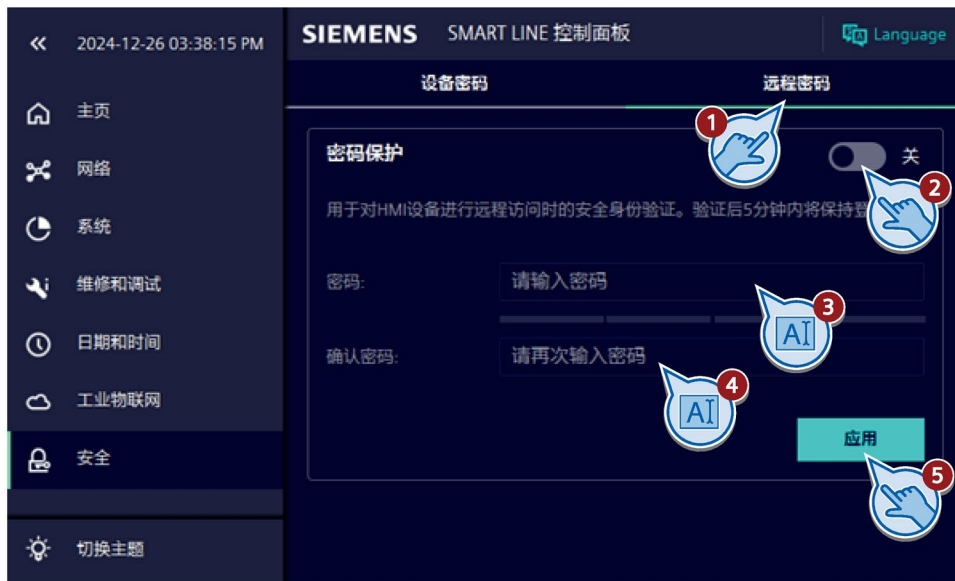 2024-12-26 03:38:15 PM
SIEMENS SMART LINE 控制面板
Language
主页
网络
系统
维修和调试
日期和时间
工业物联网
安全
切换主题
设备密码
远程密码
1
密码保护
关
2
用于对HMI设备进行远程访问时的安全身份验证。验证后5分钟内将保持登
密码:
请输入密码
3
确认密码:
请再次输入密码
4
应用
5